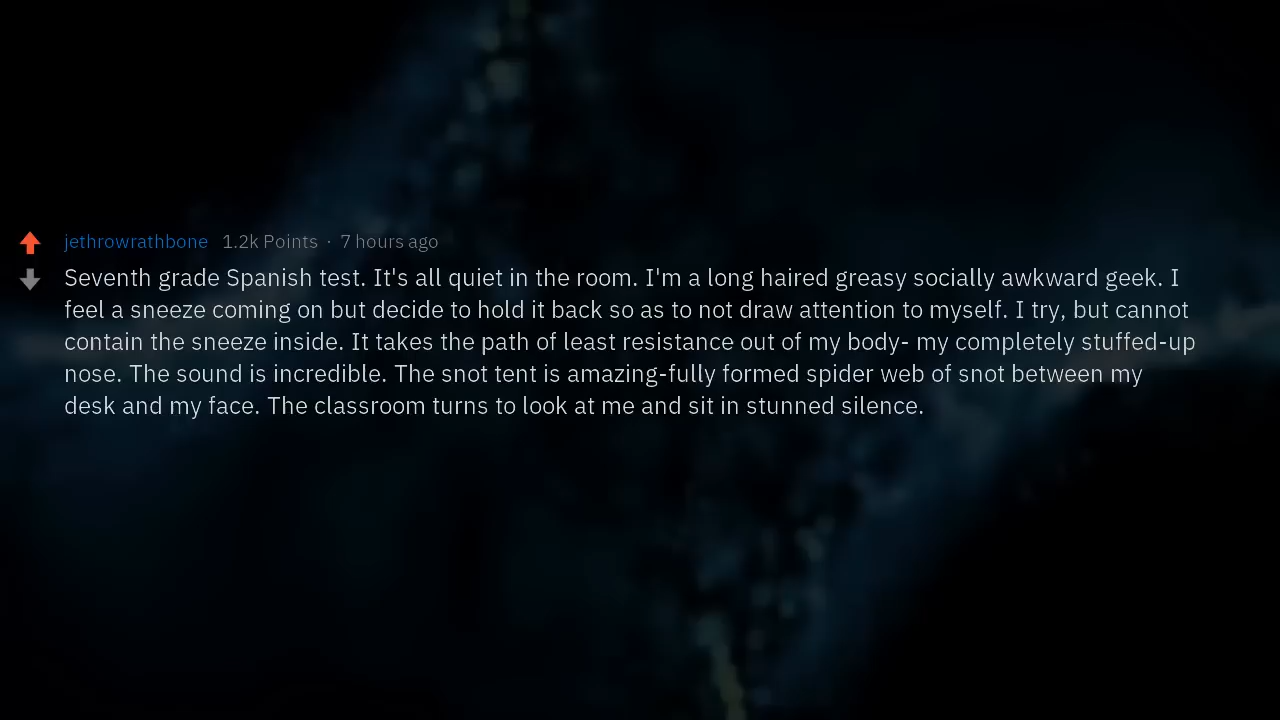 jethrowrathbone 1.2k Points · 7 hours ago
Seventh grade Spanish test. It's all quiet in the room. I'm a long haired greasy socially awkward geek. I
feel a sneeze coming on but decide to hold it back so as to not draw attention to myself. I try, but cannot
contain the sneeze inside. It takes the path of least resistance out of my body- my completely stuffed-up
nose. The sound is incredible. The snot tent is amazing-fully formed spider web of snot between my
desk and my face. The classroom turns to look at me and sit in stunned silence.